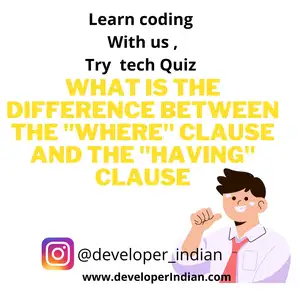 Learn coding
With us ,
Try tech Quiz
WHAT IS THE
DIFFERENCE BETWEEN
THE "WHERE" CLAUSE
AND THE "HAVING"
CLAUSE
@developer_indian
www.developerIndian.com